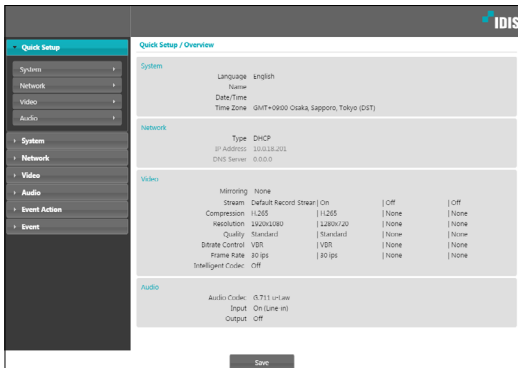 IDIS
Quick Setup
System
Network
Video
Audio
System
Network
Video
Audio
Event Action
Event
Quick Setup / Overview
System
Language English
Name
Date/Time
Time Zone GMT+09:00 Osaka, Sapporo, Tokyo (DST)
Network
Type DHCP
IP Address 10.0.18.201
DNS Server 0.0.0.0
Video
Mirroring None
Stream Default Record Strear | On | Off | Off
Compression H.265 | H.265 | None | None
Resolution 1920x1080 | 1280x720 | None | None
Quality Standard | Standard | None | None
Bitrate Control VBR | VBR | None | None
Frame Rate 30 ips | 30 ips | None | None
Intelligent Codec Off
Audio
Audio Codec G.711 u-Law
Input On (Line in)
Output Off
Save